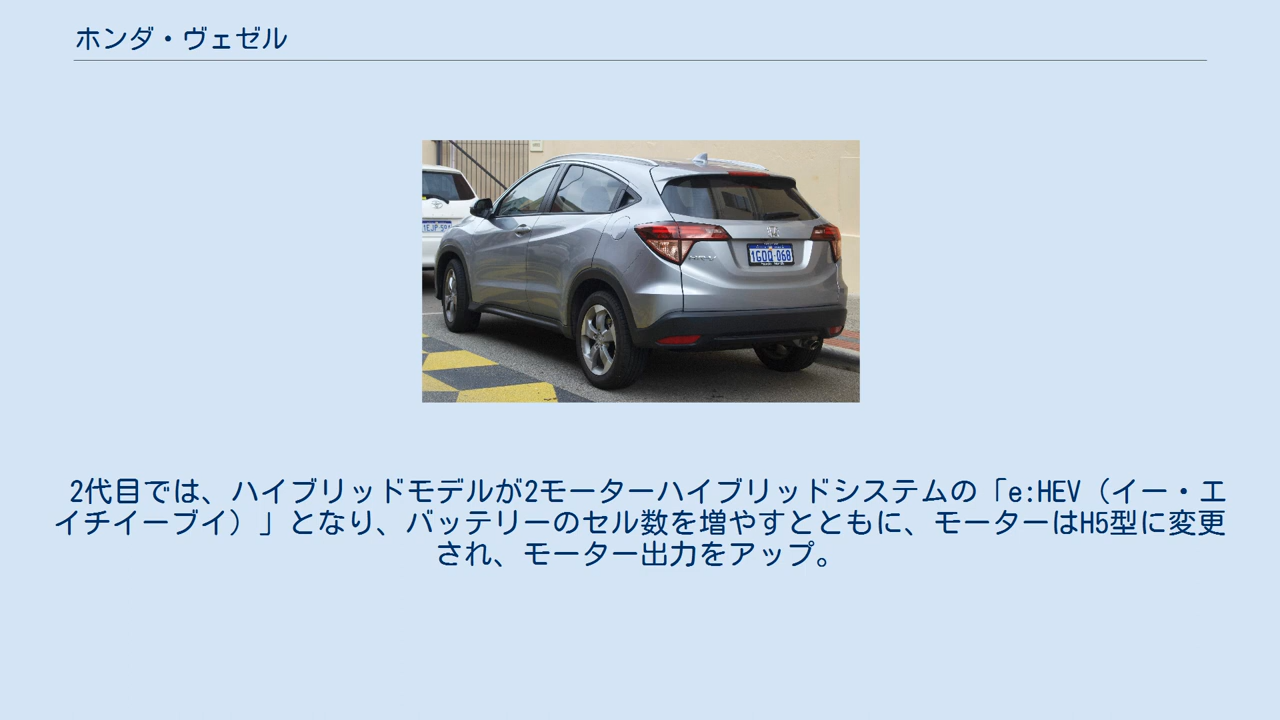 ホンダ・ヴェゼル
1GQQ-068
2代目では、ハイブリッドモデルが2モーターハイブリッドシステムの「e:HEV（イー・エ
イチイーブイ）」となり、バッテリーのセル数を増やすとともに、モーターはH5型に変更
され、モーター出力をアップ。